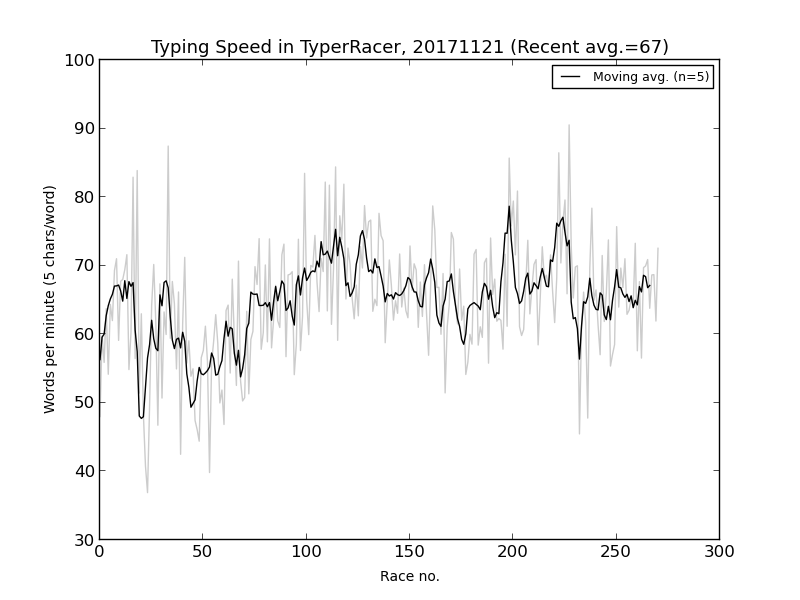 Typing Speed in TyperRacer, 20171121 (Recent avg.=67)
Moving avg. (n=5)
100
90
80
70
60
50
40
30
Words per minute (5 chars/word)
0 50 100 150 200 250 300
Race no.